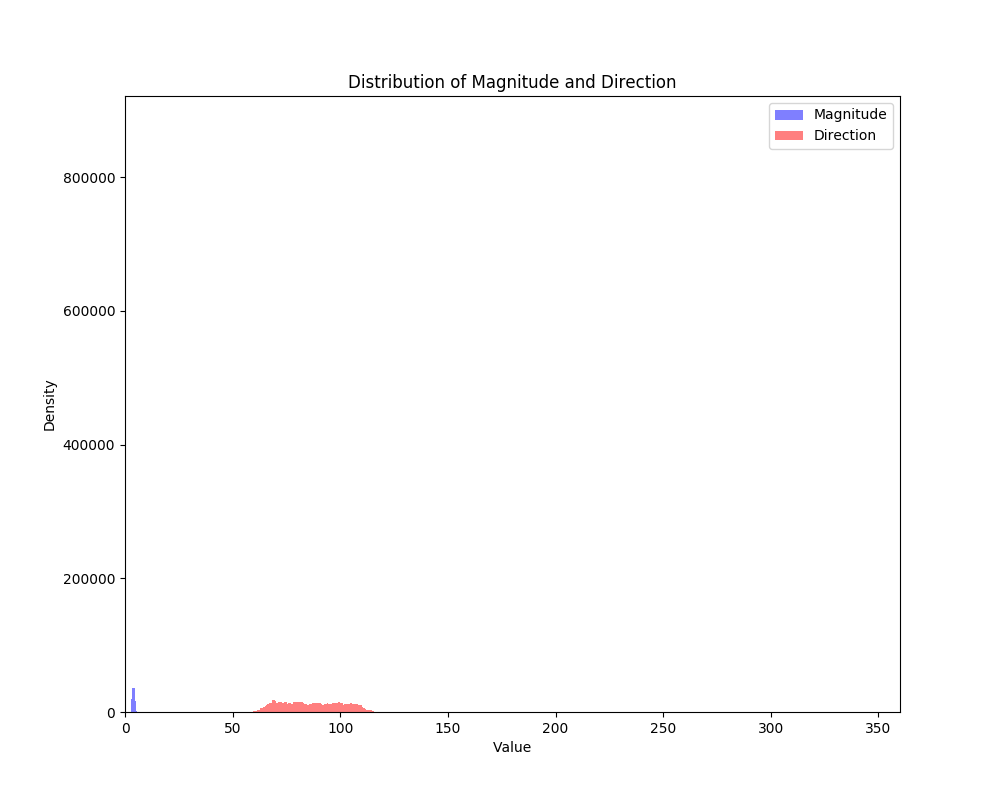 Distribution of Magnitude and Direction
Magnitude
Direction
800000
600000
400000
200000
0
Density
0 50 100 150 200 250 300 350
Value